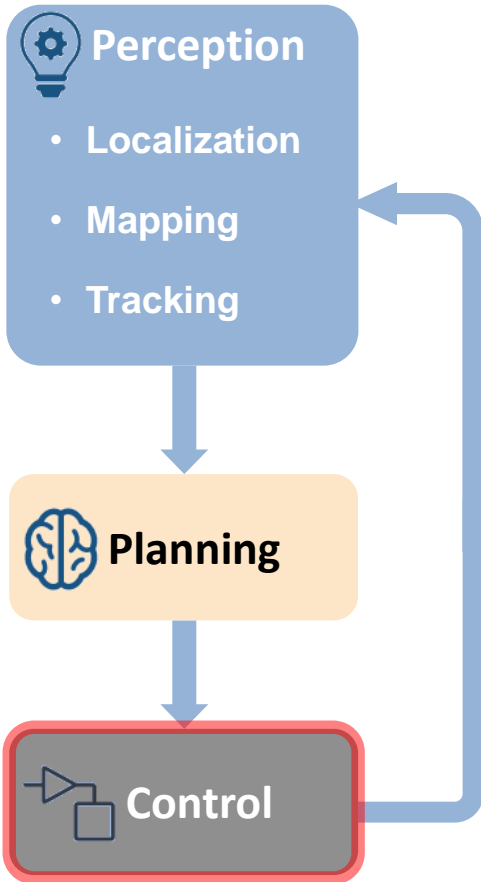 Perception
• Localization
• Mapping
• Tracking
Planning
Control